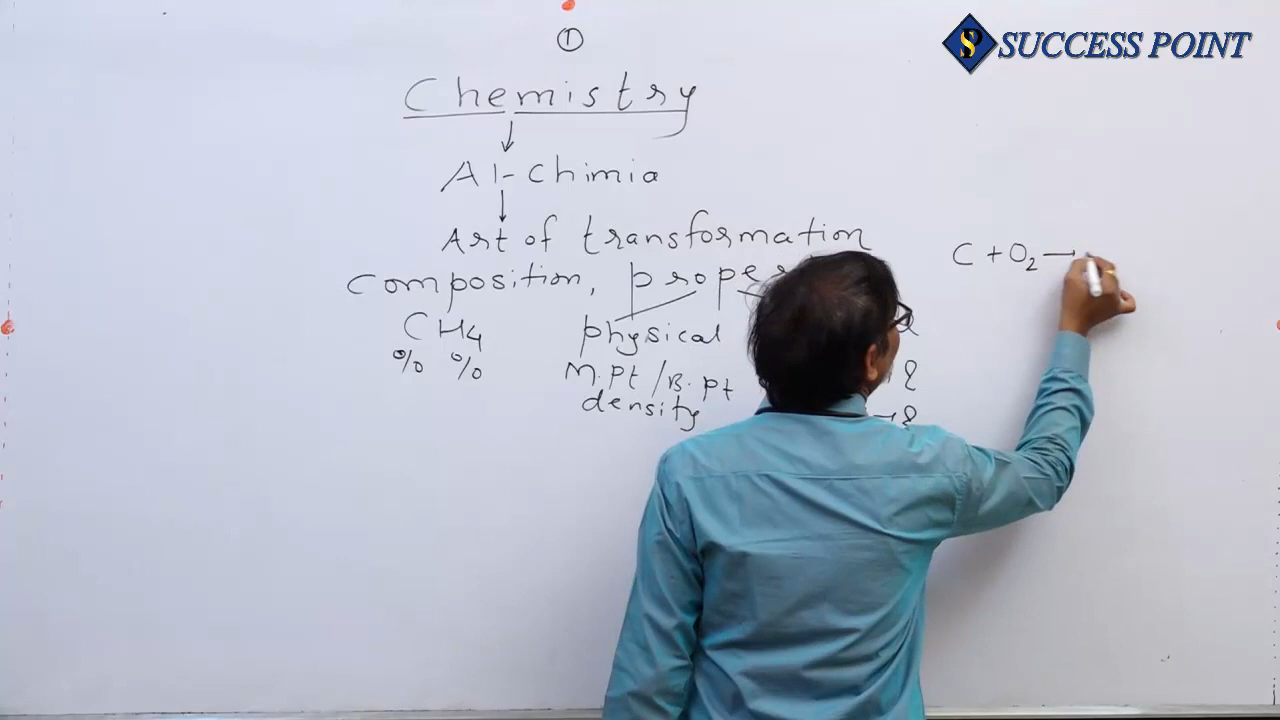 SUCCESS POINT
1
Chemistry
Al-chimia
Art of transformation
composition, proper
CH4
% %
physical
M.Pt/B.pt
density
C + O2 →